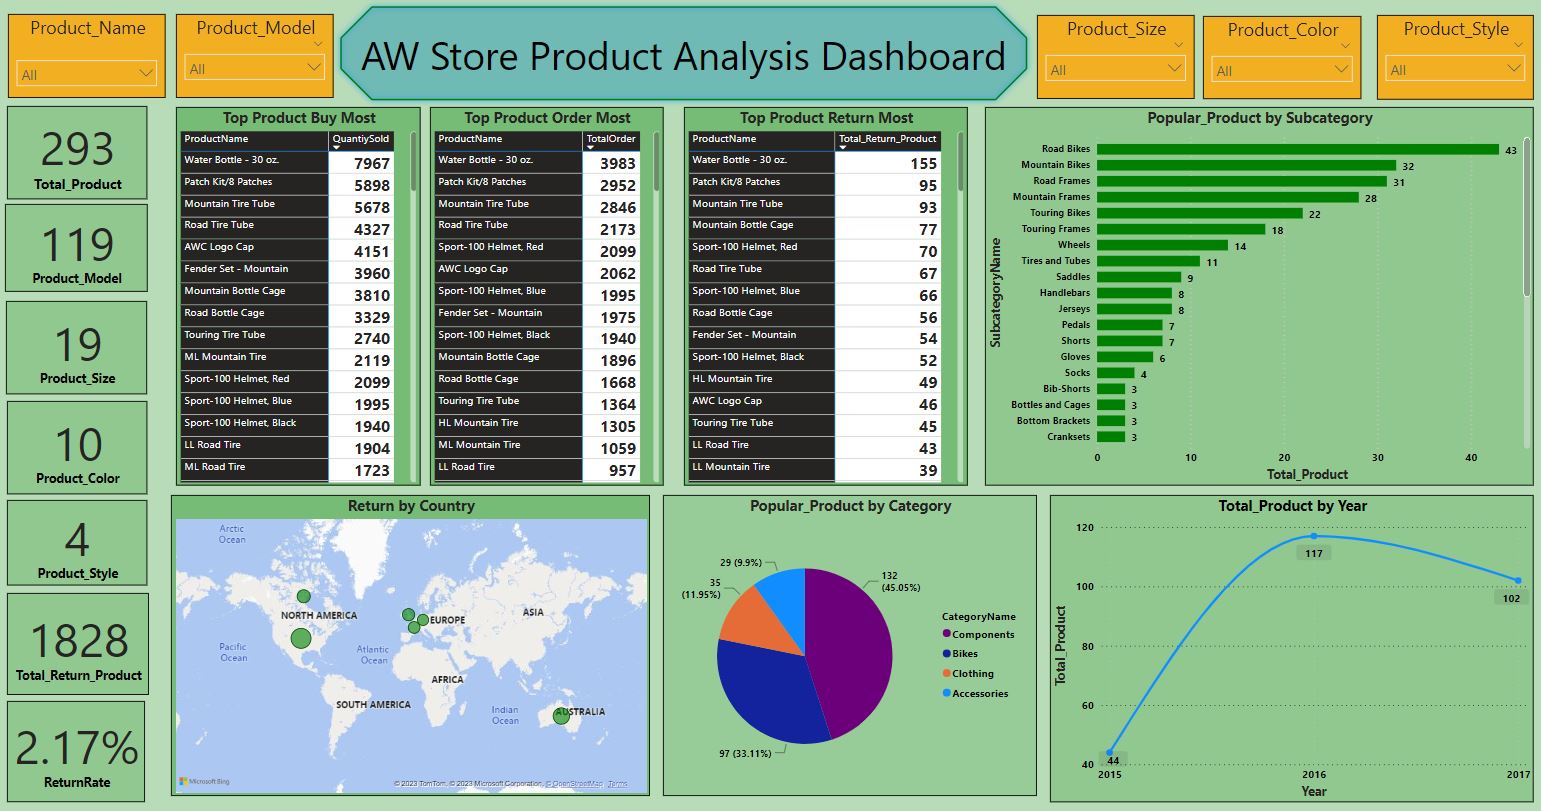 Product_Name
All
Product_Model
All
AW Store Product Analysis Dashboard
Product_Size
All
Product_Color
All
Product_Style
All
293
Total_Product
119
Product_Model
19
Product_Size
10
Product_Color
4
Product_Style
1828
Total_Return_Product
2.17%
ReturnRate
Top Product Buy Most
ProductName QuantiySold
Water Bottle - 30 oz. 7967
Patch Kit/8 Patches 5898
Mountain Tire Tube 5678
Road Tire Tube 4327
AWC Logo Cap 4151
Fender Set - Mountain 3960
Mountain Bottle Cage 3810
Road Bottle Cage 3329
Touring Tire Tube 2740
ML Mountain Tire 2119
Sport-100 Helmet, Red 2099
Sport-100 Helmet, Blue 1995
Sport-100 Helmet, Black 1940
LL Road Tire 1904
ML Road Tire 1723
Top Product Order Most
ProductName TotalOrder
Water Bottle - 30 oz. 3983
Patch Kit/8 Patches 2952
Mountain Tire Tube 2846
Road Tire Tube 2173
Sport-100 Helmet, Red 2099
AWC Logo Cap 2062
Sport-100 Helmet, Blue 1995
Fender Set - Mountain 1975
Sport-100 Helmet, Black 1940
Mountain Bottle Cage 1896
Road Bottle Cage 1668
Touring Tire Tube 1364
HL Mountain Tire 1305
ML Mountain Tire 1059
LL Road Tire 957
Top Product Return Most
ProductName Total_Return_Product
Water Bottle - 30 oz. 155
Patch Kit/8 Patches 95
Mountain Tire Tube 93
Mountain Bottle Cage 77
Sport-100 Helmet, Red 70
Road Tire Tube 67
Sport-100 Helmet, Blue 66
Road Bottle Cage 56
Fender Set - Mountain 54
Sport-100 Helmet, Black 52
HL Mountain Tire 49
AWC Logo Cap 46
Touring Tire Tube 45
LL Road Tire 43
LL Mountain Tire 39
Popular_Product by Subcategory
SubcategoryName
Road Bikes 43
Mountain Bikes 32
Road Frames 31
Mountain Frames 28
Touring Bikes 22
Touring Frames 18
Wheels 14
Tires and Tubes 11
Saddles 9
Handlebars 8
Jerseys 8
Pedals 7
Shorts 7
Gloves 6
Socks 4
Bib-Shorts 3
Bottles and Cages 3
Bottom Brackets 3
Cranksets 3
0 10 20 30 40
Total_Product
Return by Country
Arctic
Ocean
NORTH AMERICA
EUROPE
ASIA
Pacific
Ocean
Atlantic
Ocean
AFRICA
SOUTH AMERICA
Indian
Ocean
AUSTRALIA
Microsoft Bing
© 2023 TomTom, © 2023 Microsoft Corporation, © OpenStreetMap Terms
Popular_Product by Category
29 (9.9%)
35
(11.95%)
132
(45.05%)
97 (33.11%)
CategoryName
Components
Bikes
Clothing
Accessories
Total_Product by Year
Total_Product
120
100
80
60
40
44
117
102
2015 2016 2017
Year